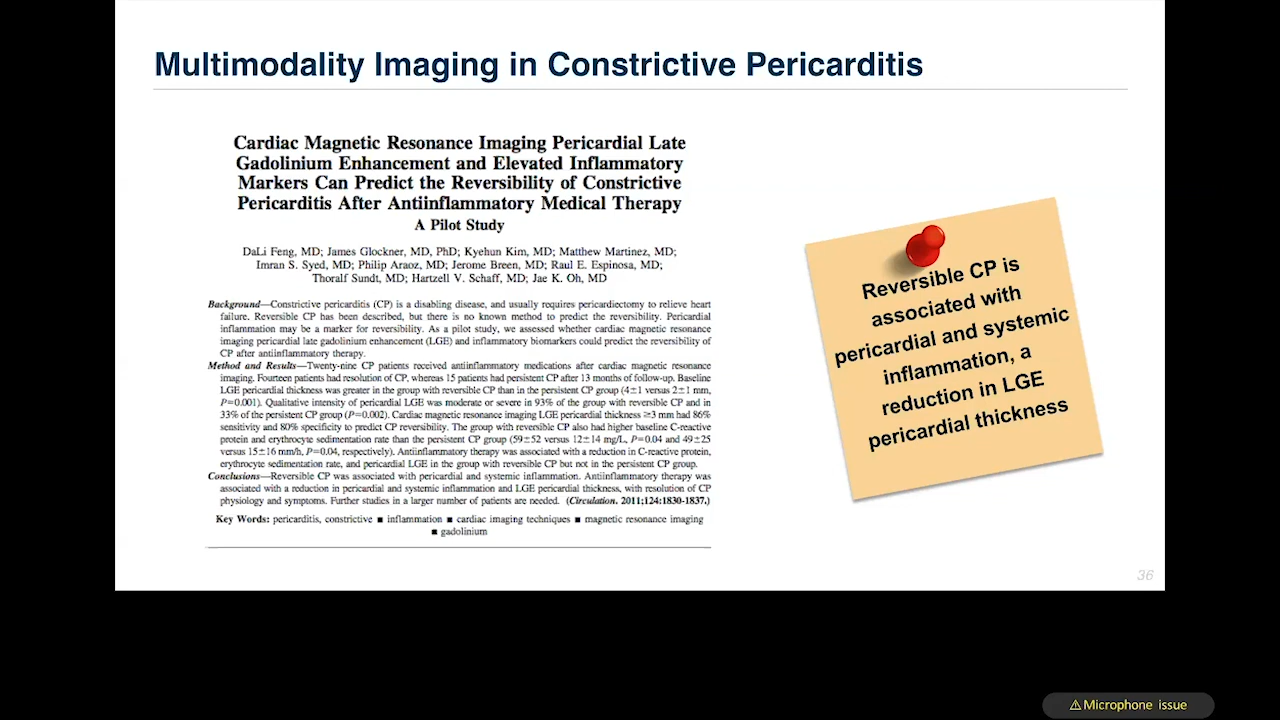 Multimodality Imaging in Constrictive Pericarditis
Cardiac Magnetic Resonance Imaging Pericardial Late
Gadolinium Enhancement and Elevated Inflammatory
Markers Can Predict the Reversibility of Constrictive
Pericarditis After Antiinflammatory Medical Therapy
A Pilot Study
DaLi Feng, MD; James Glockner, MD, PhD; Kyehun Kim, MD; Matthew Martinez, MD;
Imran S. Syed, MD; Philip Araoz, MD; Jerome Breen, MD; Raul E. Espinosa, MD;
Thoralf Sundt, MD; Hartzell V. Schaff, MD; Jae K. Oh, MD
Background—Constrictive pericarditis (CP) is a disabling disease, and usually requires pericardiectomy to relieve heart
failure. Reversible CP has been described, but there is no known method to predict the reversibility. Pericardial
inflammation may be a marker for reversibility. As a pilot study, we assessed whether cardiac magnetic resonance
imaging pericardial late gadolinium enhancement (LGE) and inflammatory biomarkers could predict the reversibility of
CP after antiinflammatory therapy.
Method and Results—Twenty-nine CP patients received antiinflammatory medications after cardiac magnetic resonance
imaging. Fourteen patients had resolution of CP, whereas 15 patients had persistent CP after 13 months of follow-up. Baseline
LGE pericardial thickness was greater in the group with reversible CP than in the persistent CP group (4±1 versus 2±1 mm,
P=0.001). Qualitative intensity of pericardial LGE was moderate or severe in 93% of the group with reversible CP and in
33% of the persistent CP group (P=0.002). Cardiac magnetic resonance imaging LGE pericardial thickness ≥3 mm had 86%
sensitivity and 80% specificity to predict CP reversibility. The group with reversible CP also had higher baseline C-reactive
protein and erythrocyte sedimentation rate than the persistent CP group (59±52 versus 12±14 mg/L, P=0.04 and 49±25
versus 15±16 mm/h, P=0.04, respectively). Antiinflammatory therapy was associated with a reduction in C-reactive protein,
erythrocyte sedimentation rate, and pericardial LGE in the group with reversible CP but not in the persistent CP group.
Conclusions—Reversible CP was associated with pericardial and systemic inflammation. Antiinflammatory therapy was
associated with a reduction in pericardial and systemic inflammation and LGE pericardial thickness, with resolution of CP
physiology and symptoms. Further studies in a larger number of patients are needed. (Circulation. 2011;124:1830-1837.)
Key Words: pericarditis, constrictive ■ inflammation ■ cardiac imaging techniques ■ magnetic resonance imaging
■ gadolinium
Reversible CP is
associated with
pericardial and systemic
inflammation, a
reduction in LGE
pericardial thickness
36
⚠Microphone issue